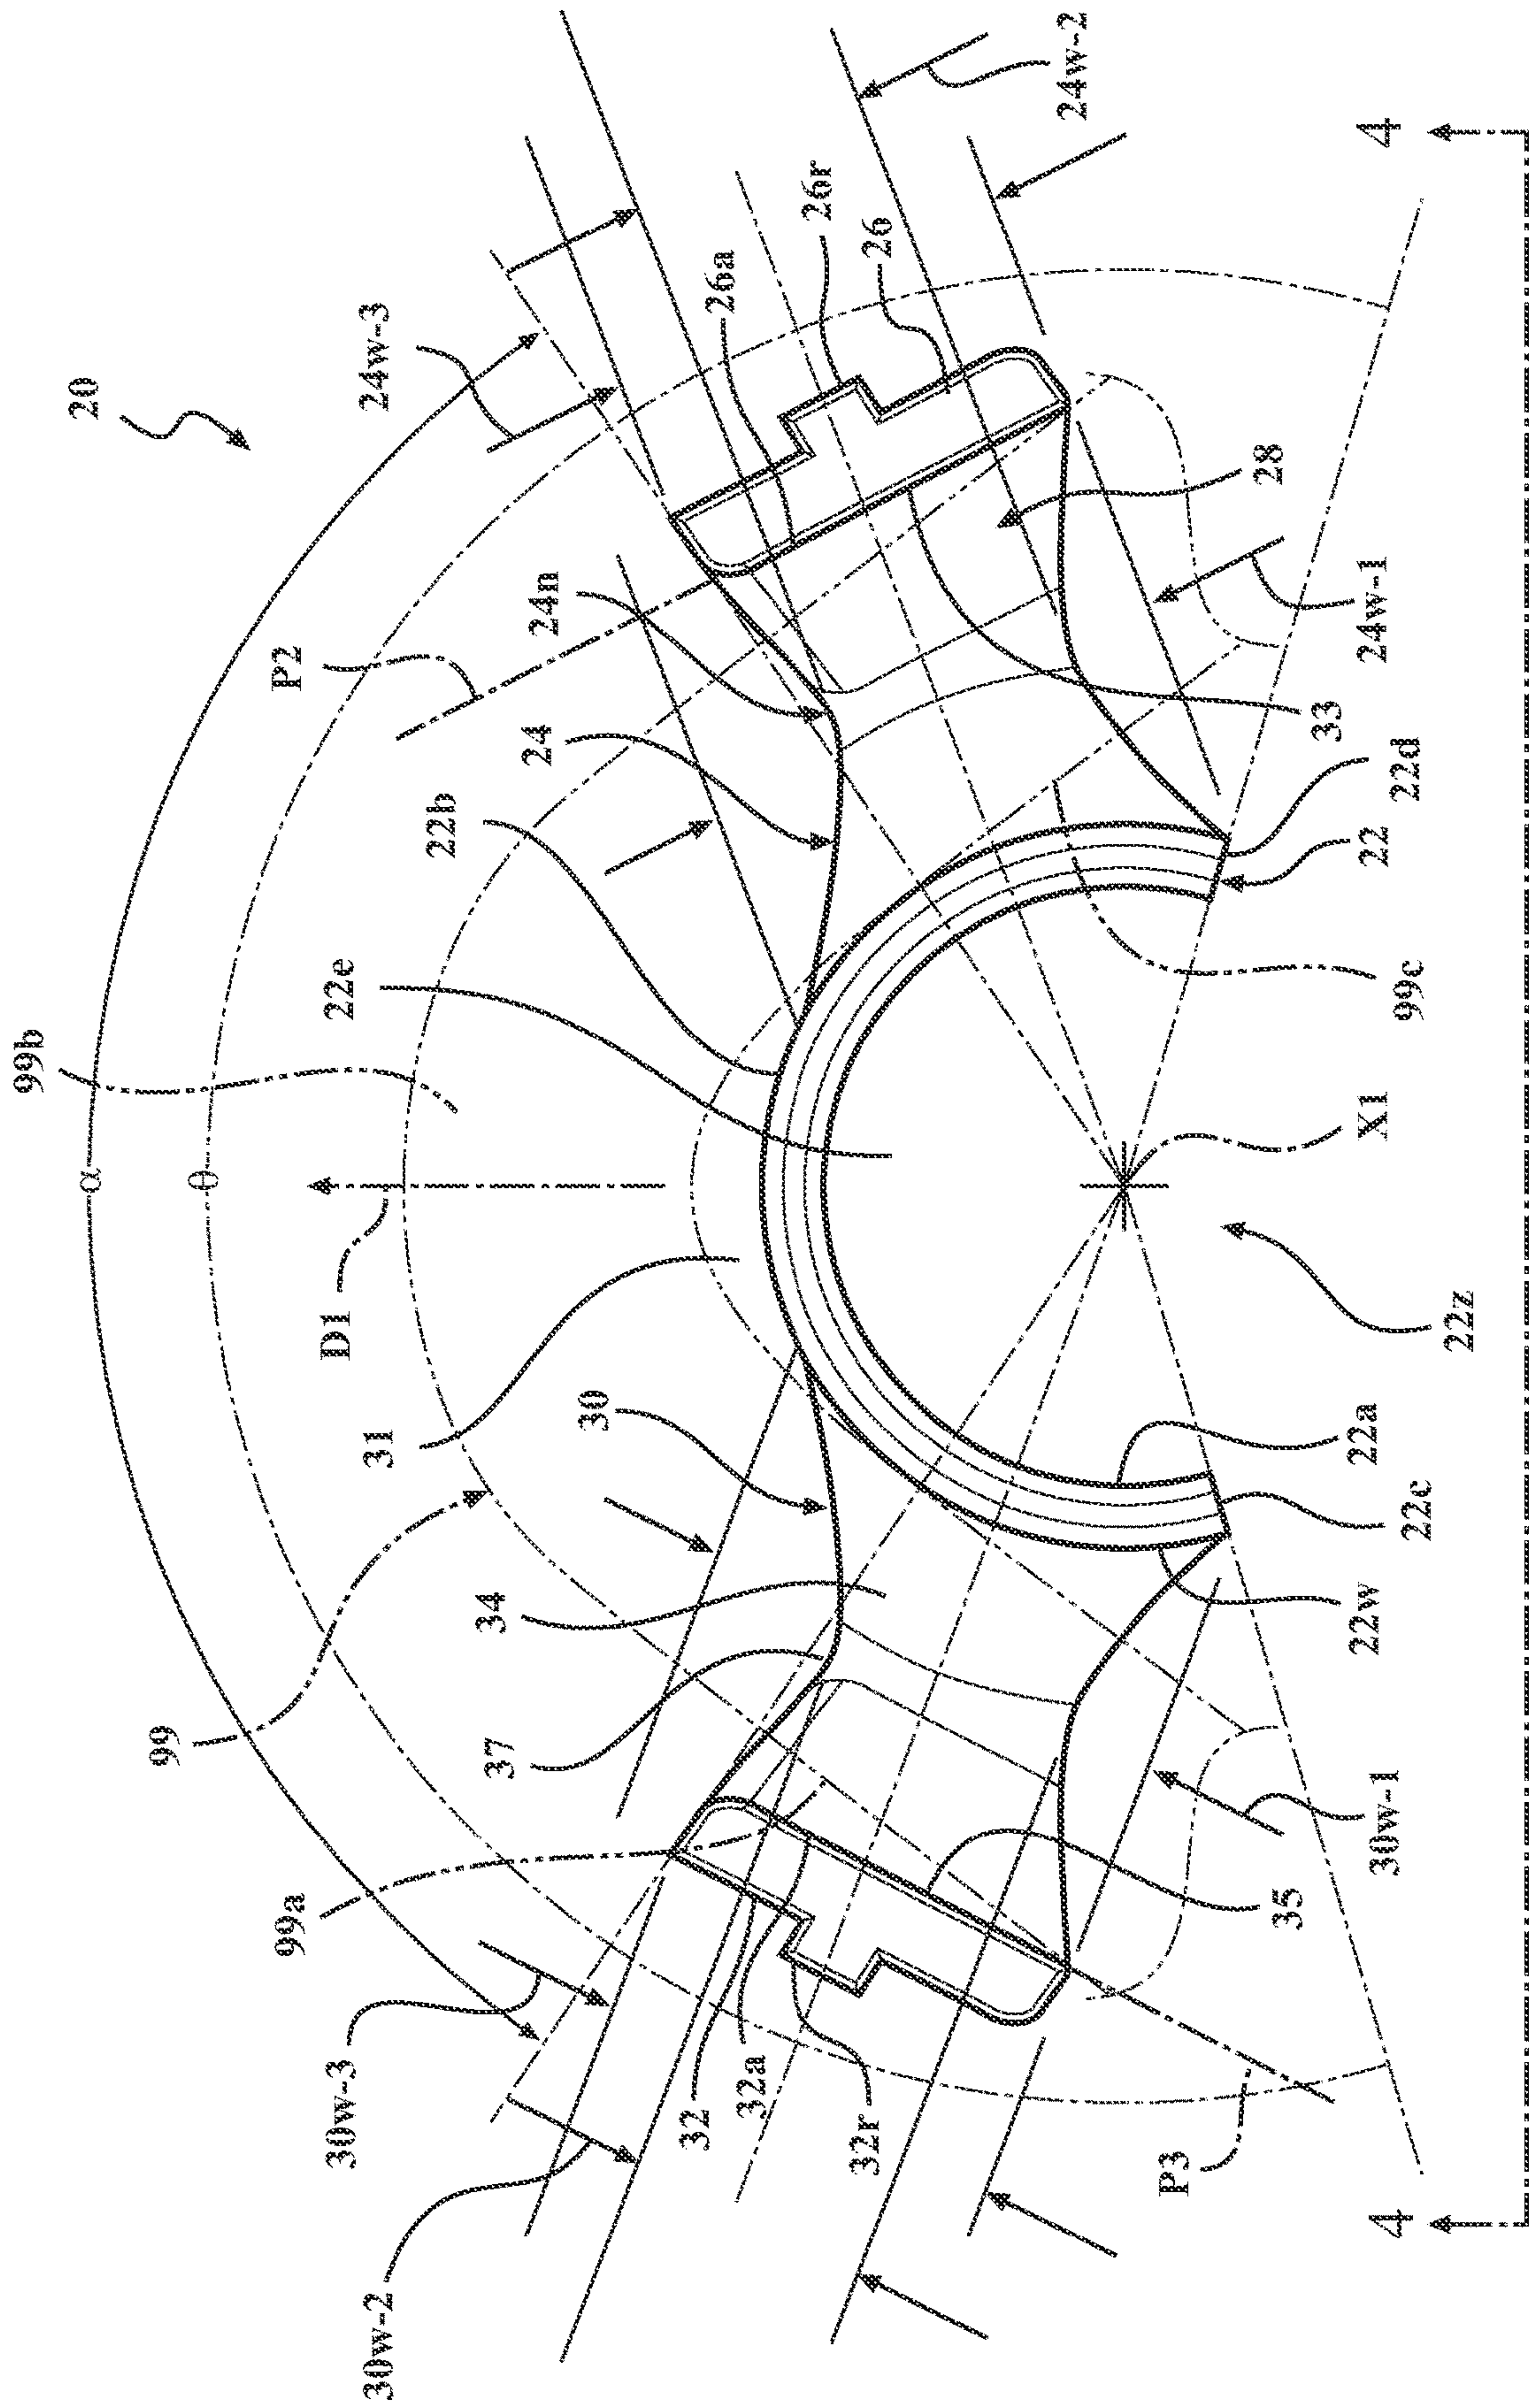 20
99b
α
θ
24w-3
24w-2
P2
24n
26a
26r
26
24
22b
22e
28
24w-1
33
22d
22
99c
X1
D1
31
30
22z
22a
22c
22w
34
37
99
99a
35
30w-1
30w-3
30w-2
32
32a
32r
P3
4
4